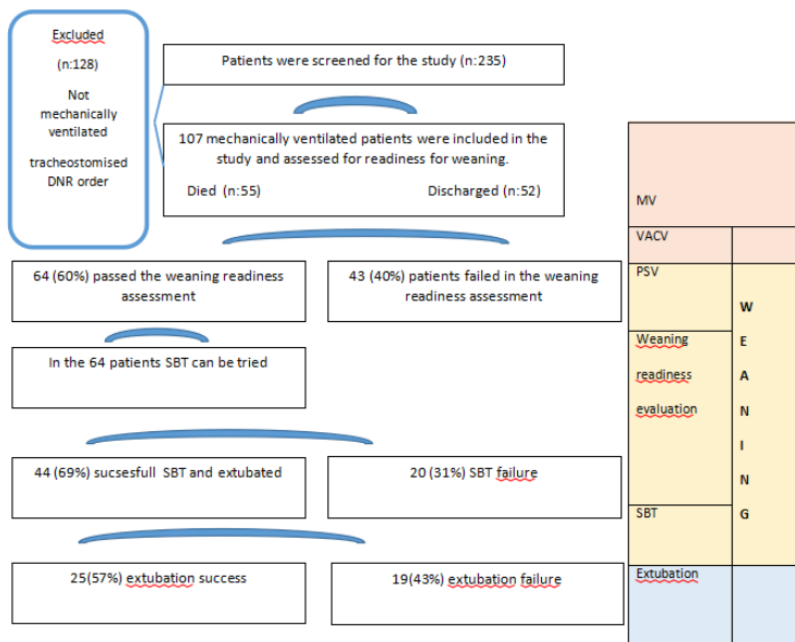 Excluded
(n:128)
Not
mechanically
ventilated
tracheostomised
DNR order
Patients were screened for the study (n:235)
107 mechanically ventilated patients were included in the
study and assessed for readiness for weaning.
Died (n:55) Discharged (n:52)
64 (60%) passed the weaning readiness
assessment
43 (40%) patients failed in the weaning
readiness assessment
In the 64 patients SBT can be tried
44 (69%) sucsesfull SBT and extubated
20 (31%) SBT failure
25(57%) extubation success
19(43%) extubation failure
MV
VACV
PSV
Weaning
readiness
evaluation
SBT
Extubation
W
E
A
N
I
N
G